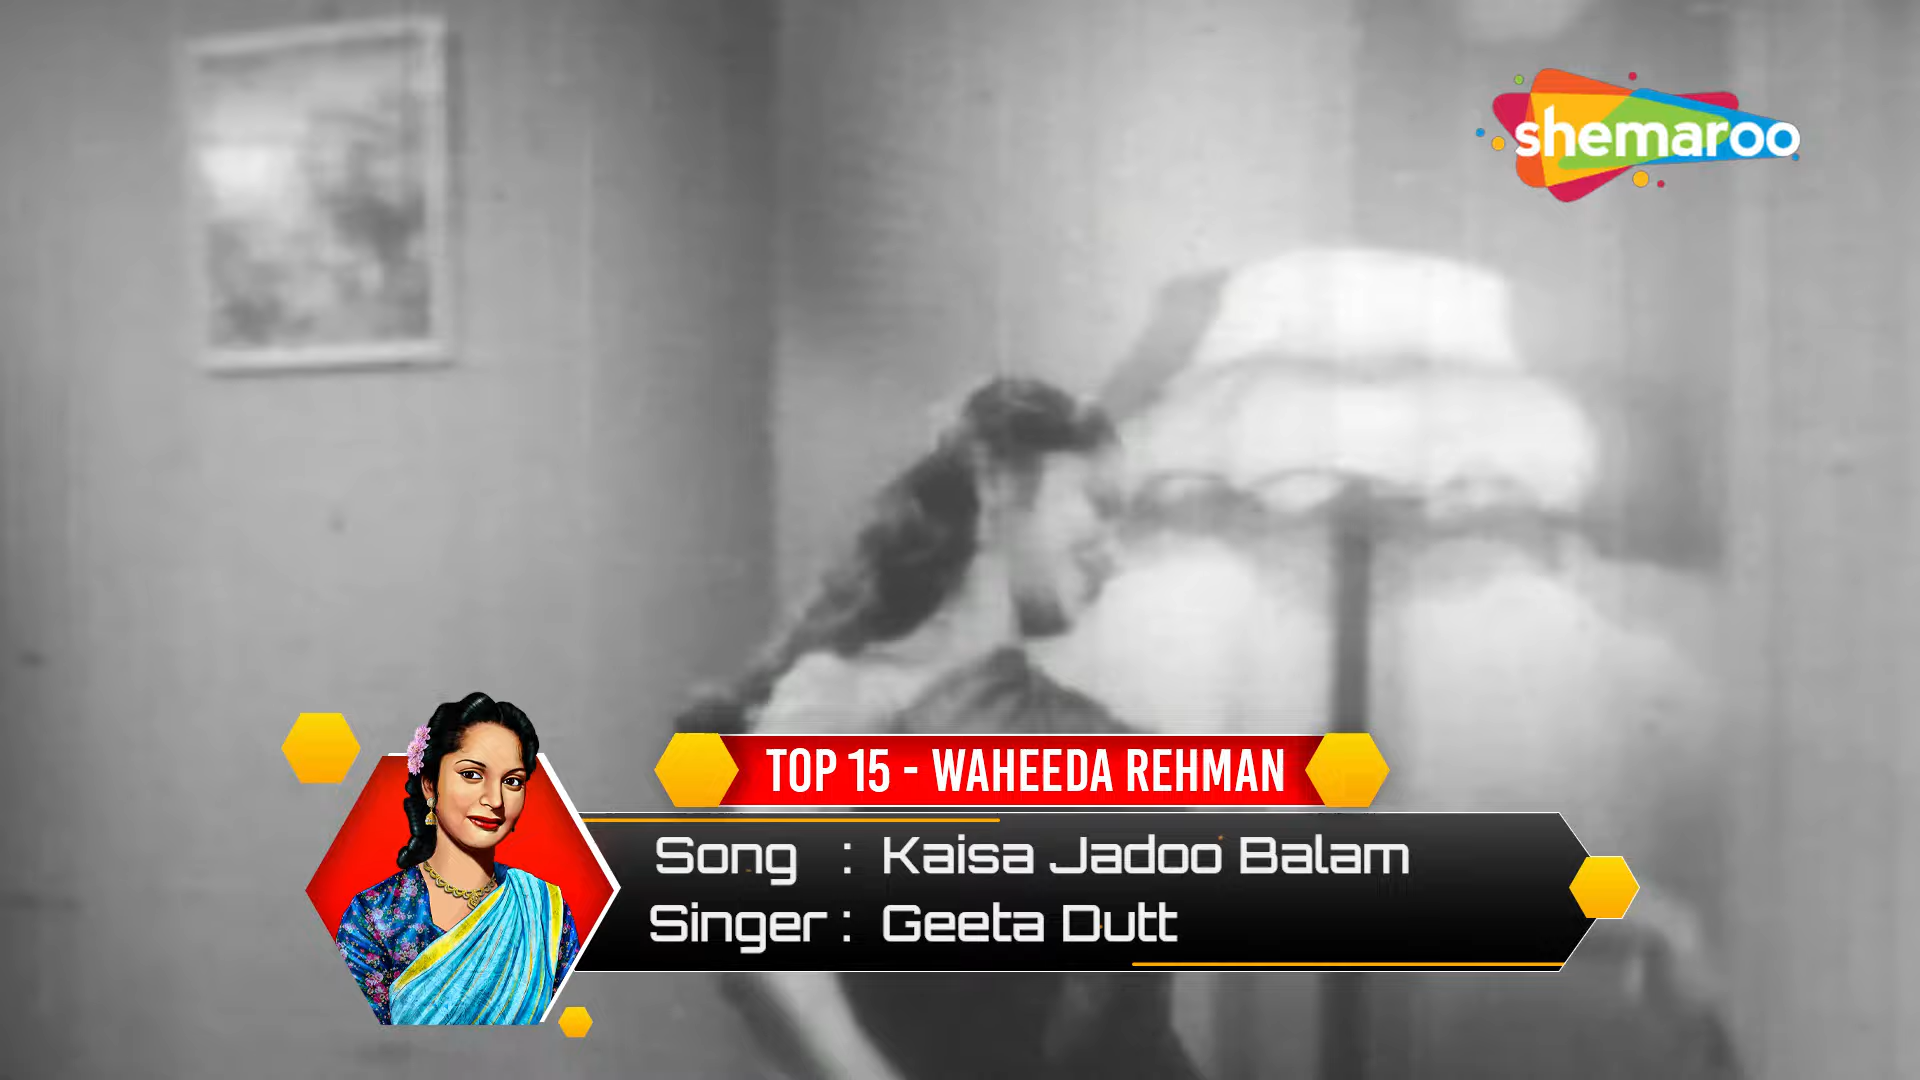 shemaroo
TOP 15 - WAHEEDA REHMAN
Song : Kaisa Jadoo Balam
Singer : Geeta Dutt